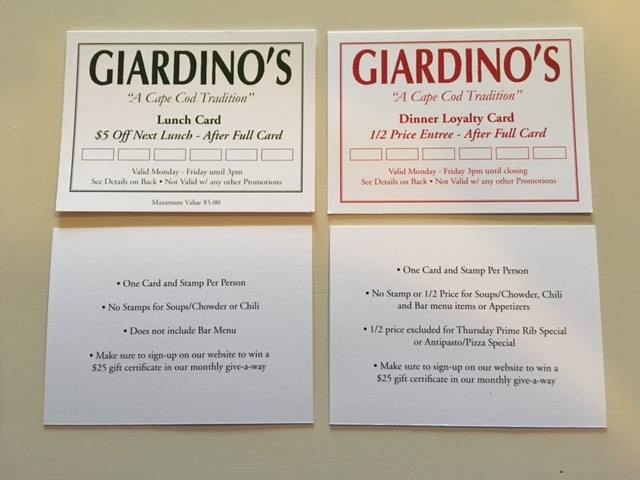 GIARDINO'S
"A Cape Cod Tradition"
Lunch Card
$5 Off Next Lunch - After Full Card
Valid Monday - Friday until 3pm
See Details on Back • Not Valid w/ any other Promotions
Maximum Value $5.00
GIARDINO'S
"A Cape Cod Tradition"
Dinner Loyalty Card
1/2 Price Entree - After Full Card
Valid Monday - Friday 3pm until closing
See Details on Back • Not Valid w/ any other Promotions
• One Card and Stamp Per Person
• No Stamps for Soups/Chowder or Chili
• Does not include Bar Menu
• Make sure to sign-up on our website to win a
$25 gift certificate in our monthly give-a-way
• One Card and Stamp Per Person
• No Stamp or 1/2 Price for Soups/Chowder, Chili
and Bar menu items or Appetizers
• 1/2 price excluded for Thursday Prime Rib Special
or Antipasto/Pizza Special
• Make sure to sign-up on our website to win a
$25 gift certificate in our monthly give-a-way